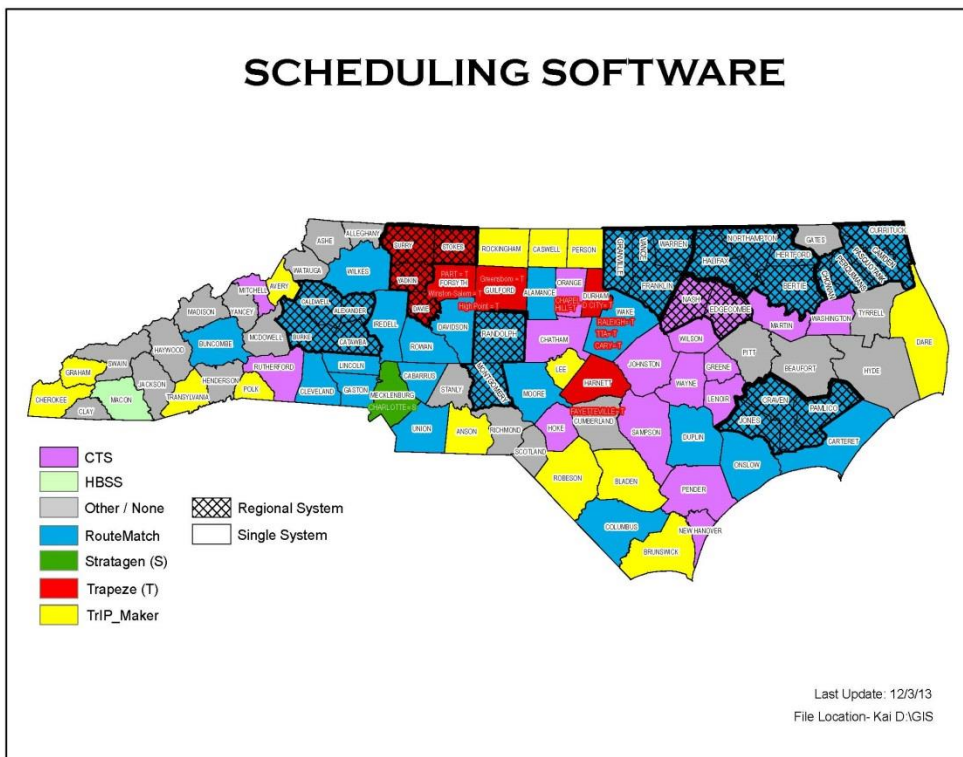 SCHEDULING SOFTWARE
ALLEGHANY
ASHE
SURRY
STOKES
ROCKINGHAM
CASWELL
PERSON
GRANVILLE
VANCE
WARREN
NORTHAMPTON
GATES
CURRITUCK
CAMDEN
PASQUOTANK
PERQUIMANS
CHOWAN
HALIFAX
HERTFORD
BERTIE
WATAUGA
WILKES
YADKIN
PART = T
FORSYTH
Winston-Salem = T
Greensboro = T
GUILFORD
High Point = T
ALAMANCE
ORANGE
CHAPEL
HILL=T
DURHAM
FRANKLIN
NASH
EDGECOMBE
MITCHELL
AVERY
CALDWELL
ALEXANDER
DAVIE
IREDELL
DAVIDSON
RANDOLPH
CHATHAM
WAKE
RALEIGH=T
TTA=T
CARY=T
WILSON
MARTIN
WASHINGTON
TYRRELL
DARE
MADISON
YANCEY
BURKE
CATAWBA
ROWAN
MCDOWELL
BUNCOMBE
HAYWOOD
SWAIN
GRAHAM
CHEROKEE
CLAY
MACON
JACKSON
TRANSYLVANIA
HENDERSON
POLK
RUTHERFORD
CLEVELAND
LINCOLN
GASTON
MECKLENBURG
CHARLOTTE= S
CABARRUS
STANLY
MONTGOMERY
MOORE
LEE
HARNETT
JOHNSTON
GREENE
WAYNE
LENOIR
PITT
BEAUFORT
HYDE
CRAVEN
PAMLICO
JONES
CARTERET
UNION
ANSON
RICHMOND
SCOTLAND
HOKE
FAYETTEVILLE=T
CUMBERLAND
SAMPSON
DUPLIN
ONSLOW
ROBESON
BLADEN
PENDER
COLUMBUS
NEW HANOVER
BRUNSWICK
CTS
HBSS
Other / None
RouteMatch
Stratagen (S)
Trapeze (T)
TrIP_Maker
Regional System
Single System
Last Update: 12/3/13
File Location- Kai D:\GIS